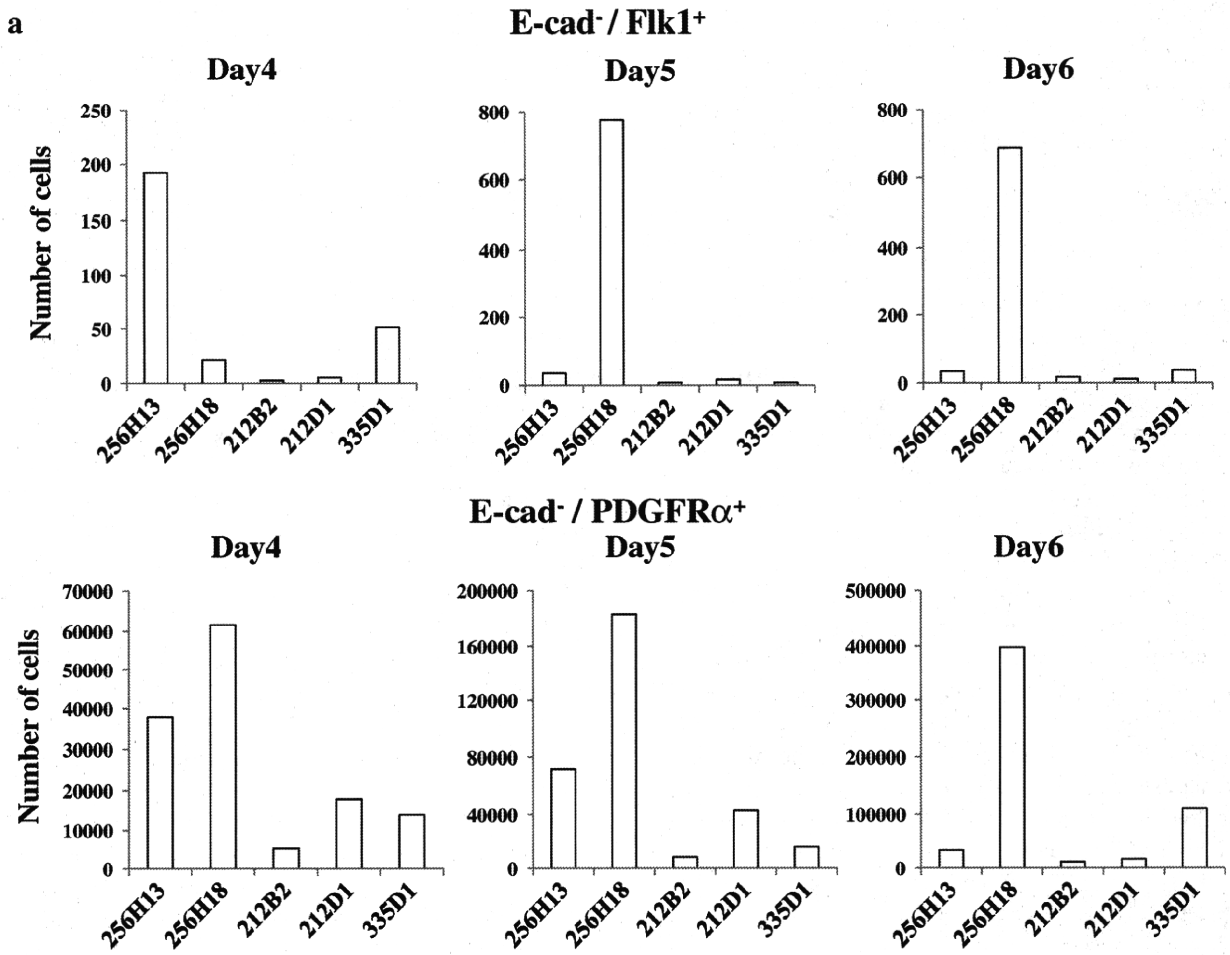 a
E-cad⁻ / Flk1⁺
Day4
Day5
Day6
Number of cells
250
200
150
100
50
0
256H13
256H18
212B2
212D1
335D1
800
600
400
200
0
256H13
256H18
212B2
212D1
335D1
800
600
400
200
0
256H13
256H18
212B2
212D1
335D1
E-cad⁻ / PDGFRα⁺
Day4
Day5
Day6
Number of cells
70000
60000
50000
40000
30000
20000
10000
0
256H13
256H18
212B2
212D1
335D1
200000
160000
120000
80000
40000
0
256H13
256H18
212B2
212D1
335D1
500000
400000
300000
200000
100000
0
256H13
256H18
212B2
212D1
335D1